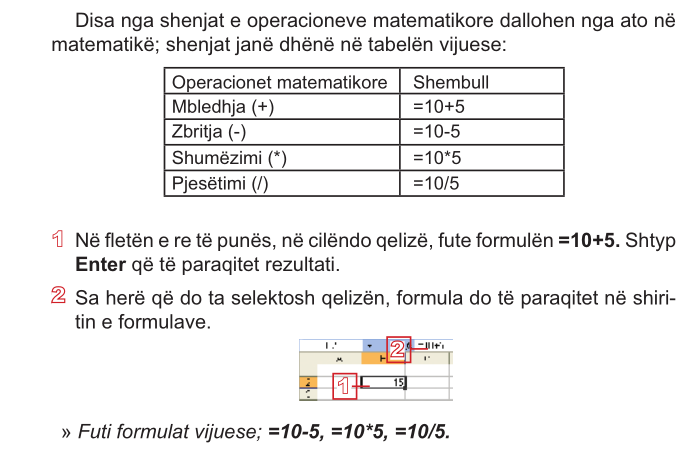 Disa nga shenjat e operacioneve matematikore dallohen nga ato në
matematikë; shenjat janë dhënë në tabelën vijuese:
Operacionet matematikore Shembull
Mbledhja (+) =10+5
Zbritja (-) =10-5
Shumëzimi (*) =10*5
Pjesëtimi (/) =10/5
1 Në fletën e re të punës, në cilëndo qelizë, fute formulën =10+5. Shtyp
Enter që të paraqitet rezultati.
2 Sa herë që do ta selektosh qelizën, formula do të paraqitet në shiri-
tin e formulave.
2
1 15
» Futi formulat vijuese; =10-5, =10*5, =10/5.